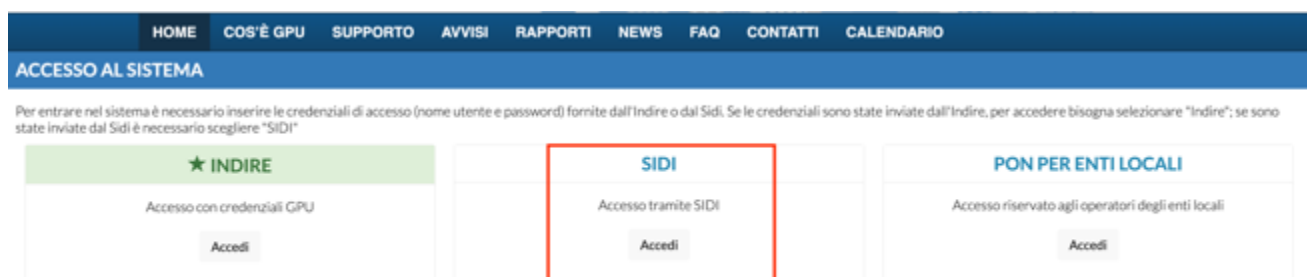 HOME COS'È GPU SUPPORTO AVVISI RAPPORTI NEWS FAQ CONTATTI CALENDARIO
ACCESSO AL SISTEMA
Per entrare nel sistema è necessario inserire le credenziali di accesso (nome utente e password) fornite dall'Indire o dal Sidi. Se le credenziali sono state inviate dall'Indire, per accedere bisogna selezionare "Indire"; se sono
state inviate dal Sidi è necessario scegliere "SIDI"
★ INDIRE
Accesso con credenziali GPU
Accedi
SIDI
Accesso tramite SIDI
Accedi
PON PER ENTI LOCALI
Accesso riservato agli operatori degli enti locali
Accedi